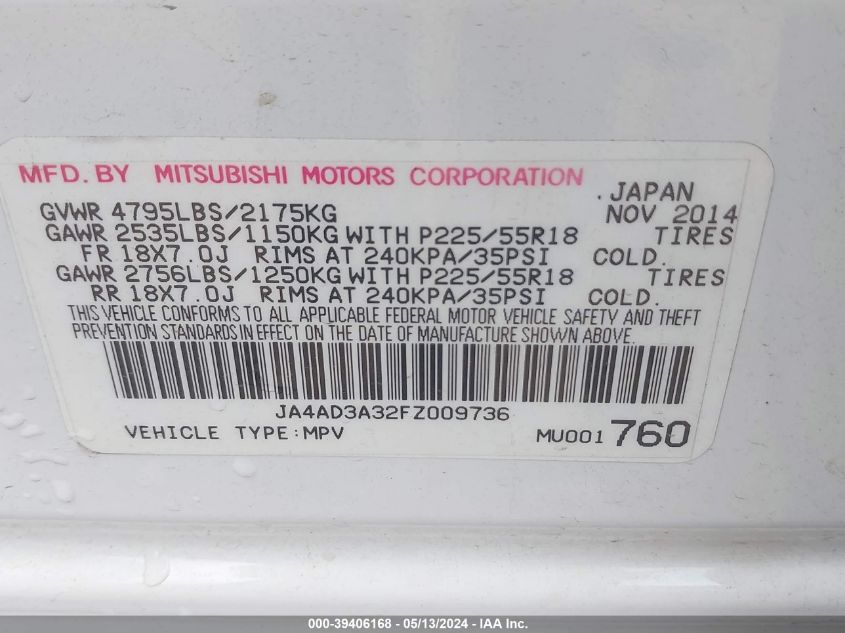 MFD. BY MITSUBISHI MOTORS CORPORATION
. JAPAN
GVWR 4795LBS/2175KG NOV 2014
GAWR 2535LBS/1150KG WITH P225/55R18 TIRES
FR 18X7.0J RIMS AT 240KPA/35PSI COLD.
GAWR 2756LBS/1250KG WITH P225/55R18 TIRES
RR 18X7.0J RIMS AT 240KPA/35PSI COLD.
THIS VEHICLE CONFORMS TO ALL APPLICABLE FEDERAL MOTOR VEHICLE SAFETY AND THEFT
PREVENTION STANDARDS IN EFFECT ON THE DATE OF MANUFACTURE SHOWN ABOVE.
JA4AD3A32FZ009736
VEHICLE TYPE:MPV MU001 760
000-39406168 - 05/13/2024 - IAA Inc.